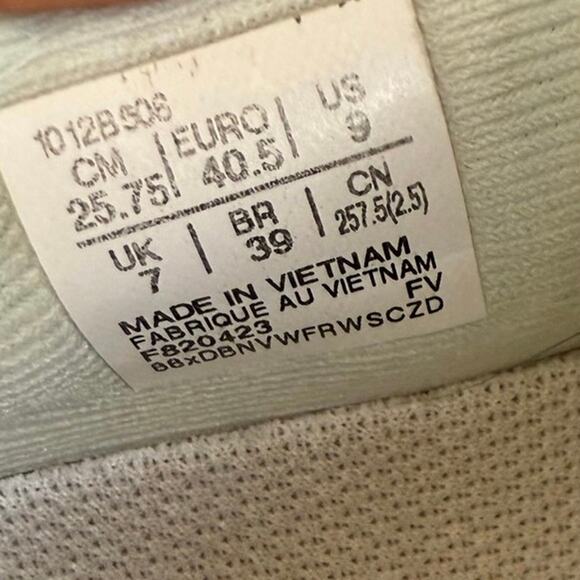 1012B506
CM | EURO | US
25.75 | 40.5 | 9
UK | BR | CN
7 | 39 | 257.5(2.5)
MADE IN VIETNAM
FABRIQUE AU VIETNAM
F820423 FV